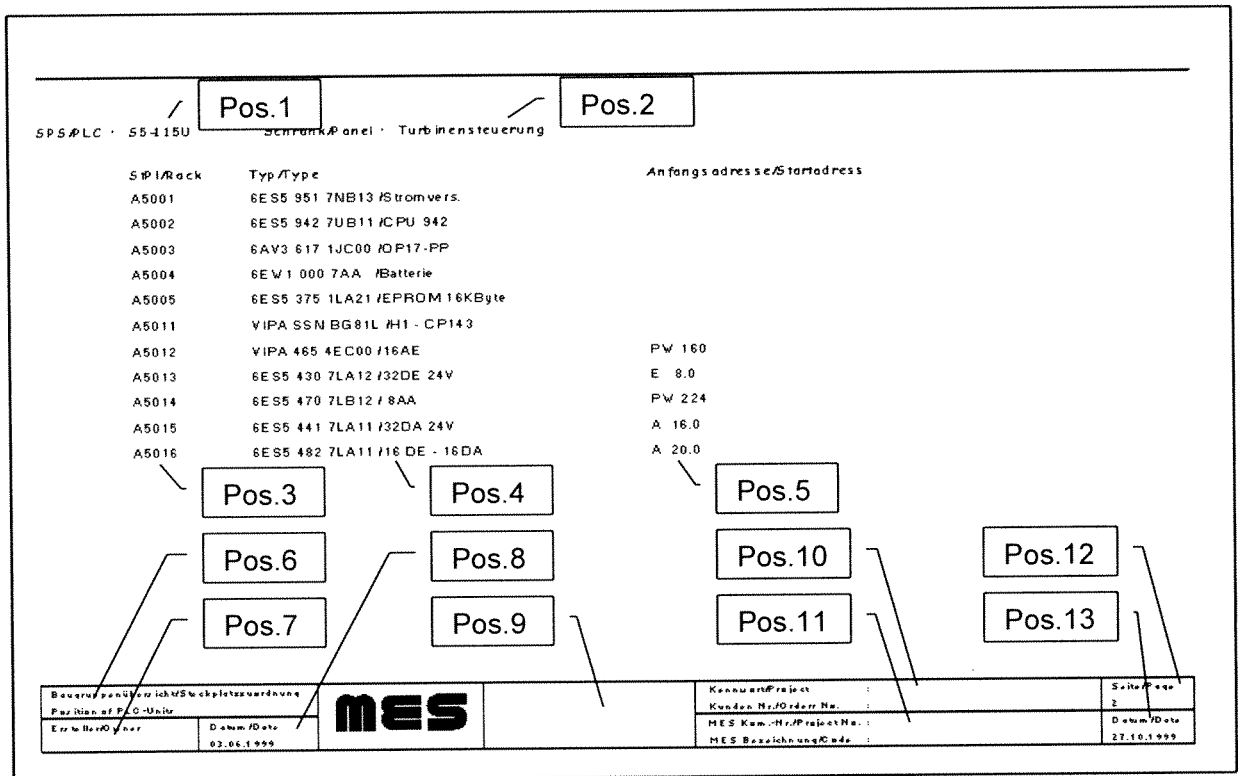 Pos.1
Pos.2
SPS/PLC : S5-115U Schrank/Panel : Turbinensteuerung
StPl/Rack Typ/Type Anfangsadresse/Startadress
A5001 6ES5 951 7NB13 /Stromvers.
A5002 6ES5 942 7UB11 /CPU 942
A5003 6AV3 617 1JC00 /OP17-PP
A5004 6EW1 000 7AA /Batterie
A5005 6ES5 375 1LA21 /EPROM 16KByte
A5011 VIPA SSN BG81L /H1 - CP143
A5012 VIPA 465 4EC00 /16AE PW 160
A5013 6ES5 430 7LA12 /32DE 24V E 8.0
A5014 6ES5 470 7LB12 / 8AA PW 224
A5015 6ES5 441 7LA11 /32DA 24V A 16.0
A5016 6ES5 482 7LA11 /16 DE - 16DA A 20.0
Pos.3 Pos.4 Pos.5
Pos.6 Pos.8 Pos.10 Pos.12
Pos.7 Pos.9 Pos.11 Pos.13
Baugruppenübersicht/Steckplatzzuordnung
Position of PLC-Units
Ersteller/Owner Datum/Date
03.06.1999
MES
Kennwort/Project :
Kunden Nr./Orderr No. :
MES Kom.-Nr./Project No. :
MES Bezeichnung/Code :
Seite/Page
2
Datum/Date
27.10.1999